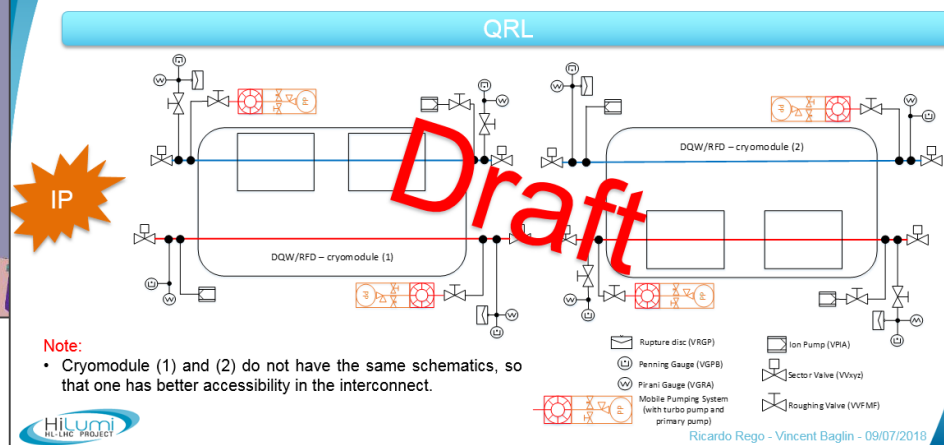 QRL
DQW/RFD – cryomodule (2)
IP
Draft
DQW/RFD – cryomodule (1)
Note:
• Cryomodule (1) and (2) do not have the same schematics, so
that one has better accessibility in the interconnect.
Rupture disc (VRGP)
Penning Gauge (VGPB)
Pirani Gauge (VGRA)
Mobile Pumping System
(with turbo pump and
primary pump)
Ion Pump (VPIA)
Sector Valve (VVxyz)
Roughing Valve (VVFMF)
HiLumi
HL-LHC PROJECT
Ricardo Rego - Vincent Baglin - 09/07/2018